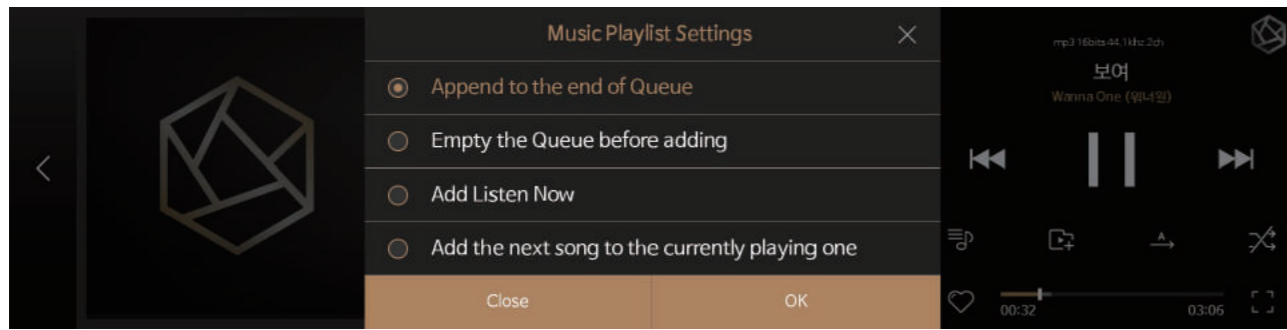 Music Playlist Settings
Append to the end of Queue
Empty the Queue before adding
Add Listen Now
Add the next song to the currently playing one
Close
OK
mp3 16bits 44.1khz 2ch
보여
Wanna One (워너원)
A
00:32
03:06